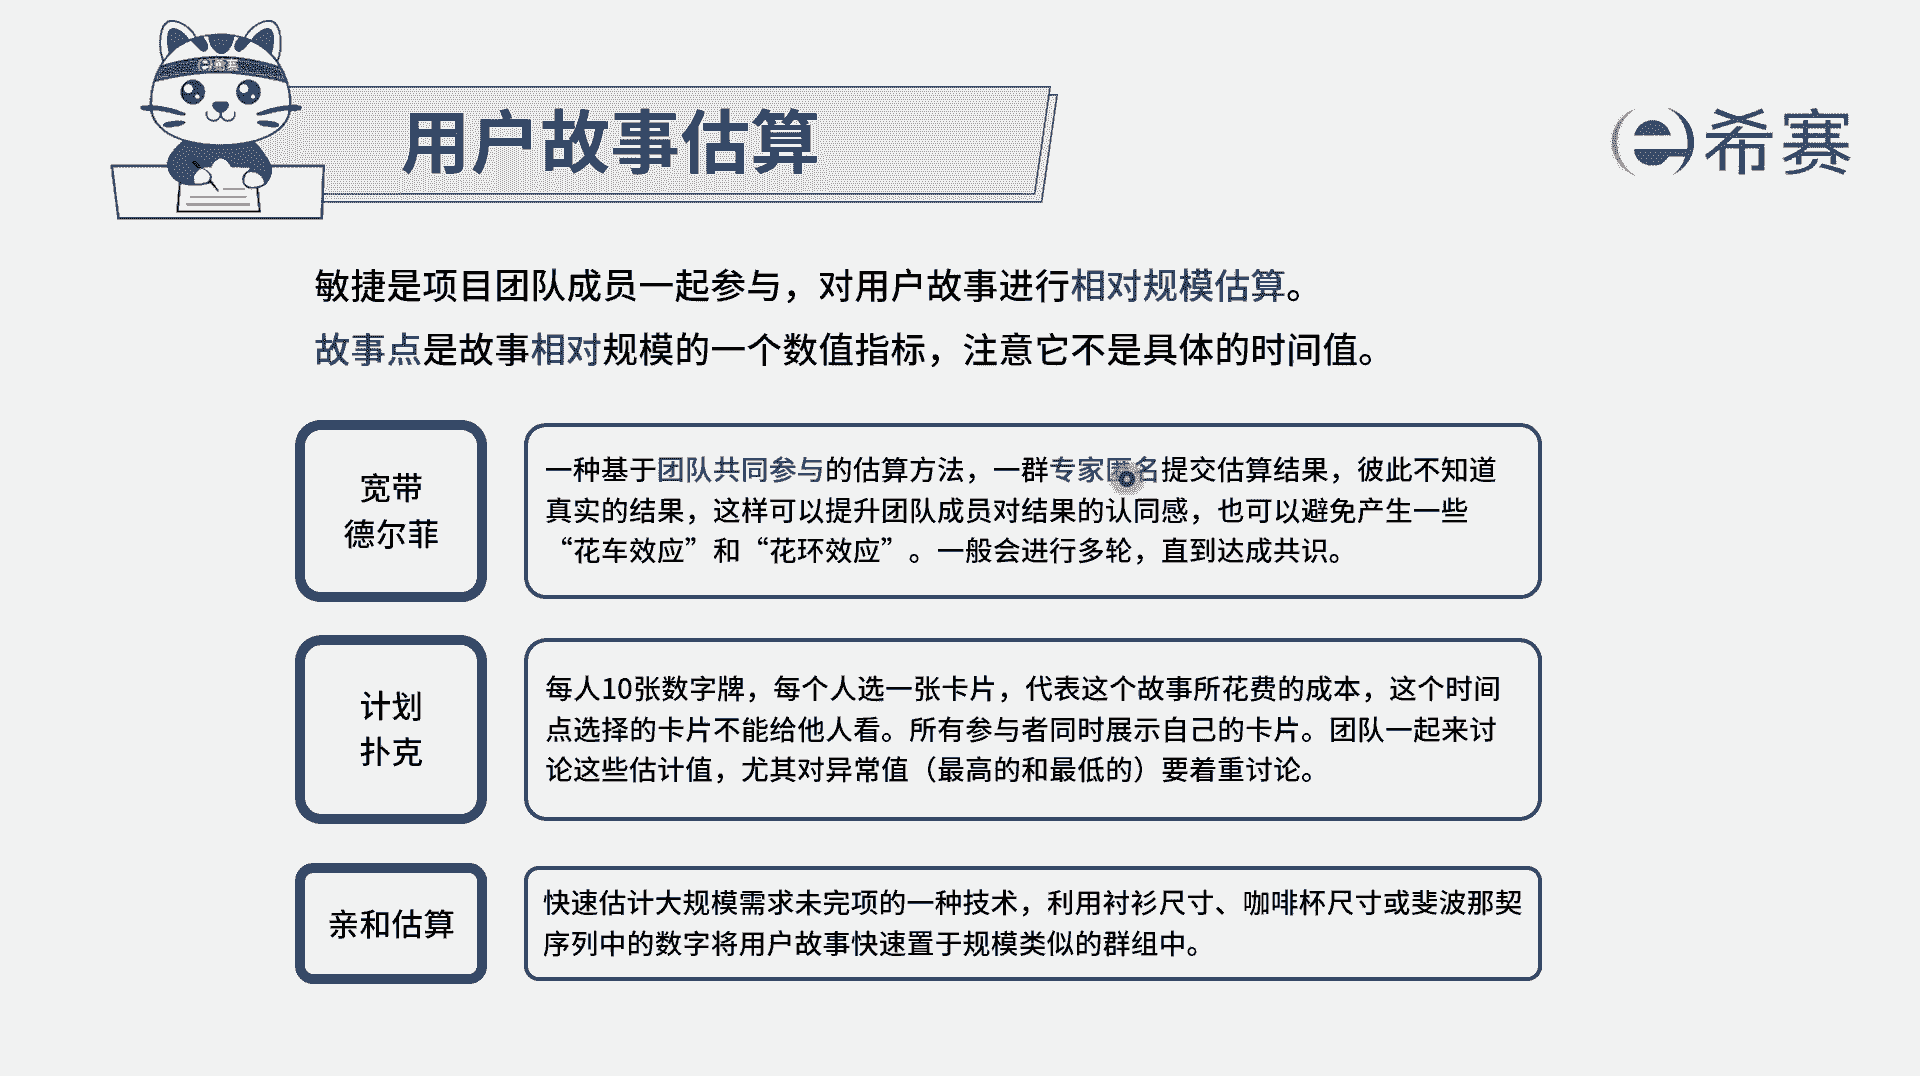 e希赛
用户故事估算
e希赛
敏捷是项目团队成员一起参与，对用户故事进行相对规模估算。
故事点是故事相对规模的一个数值指标，注意它不是具体的时间值。
宽带
德尔菲
一种基于团队共同参与的估算方法，一群专家匿名提交估算结果，彼此不知道
真实的结果，这样可以提升团队成员对结果的认同感，也可以避免产生一些
“花车效应”和“花环效应”。一般会进行多轮，直到达成共识。
计划
扑克
每人10张数字牌，每个人选一张卡片，代表这个故事所花费的成本，这个时间
点选择的卡片不能给他人看。所有参与者同时展示自己的卡片。团队一起来讨
论这些估计值，尤其对异常值（最高的和最低的）要着重讨论。
亲和估算
快速估计大规模需求未完项的一种技术，利用衬衫尺寸、咖啡杯尺寸或斐波那契
序列中的数字将用户故事快速置于规模类似的群组中。